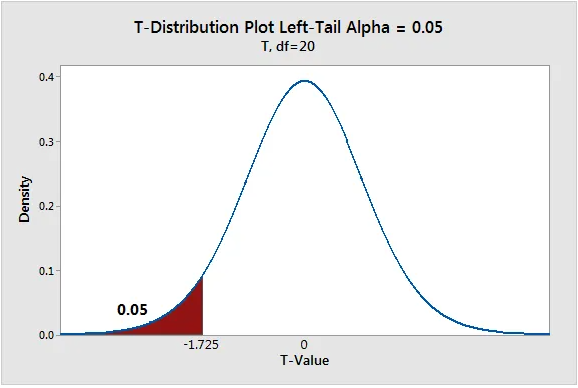 T-Distribution Plot Left-Tail Alpha = 0.05
T, df=20
0.4
0.3
0.2
0.1
0.0
Density
0.05
-1.725
0
T-Value